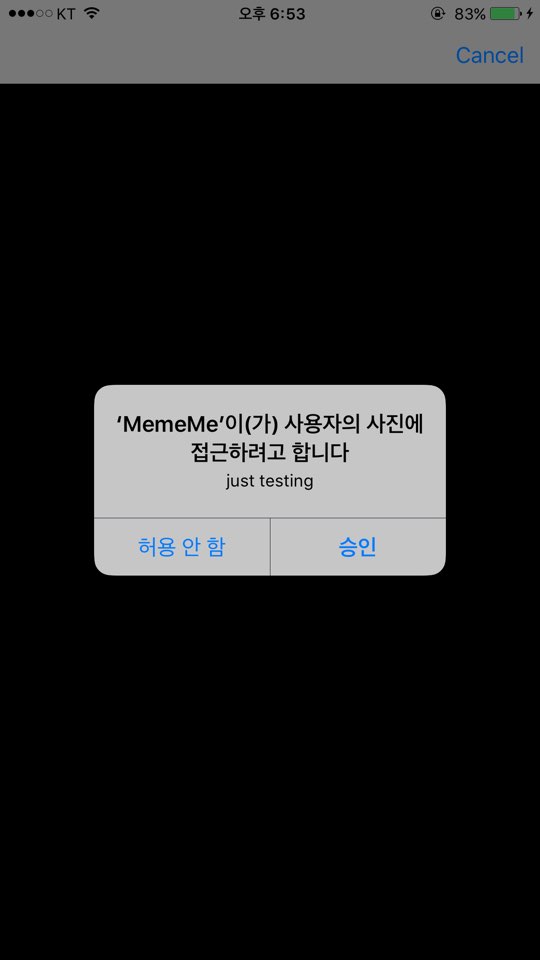 KT 오후 6:53 83%
Cancel
‘MemeMe’이(가) 사용자의 사진에
접근하려고 합니다
just testing
허용 안 함 승인